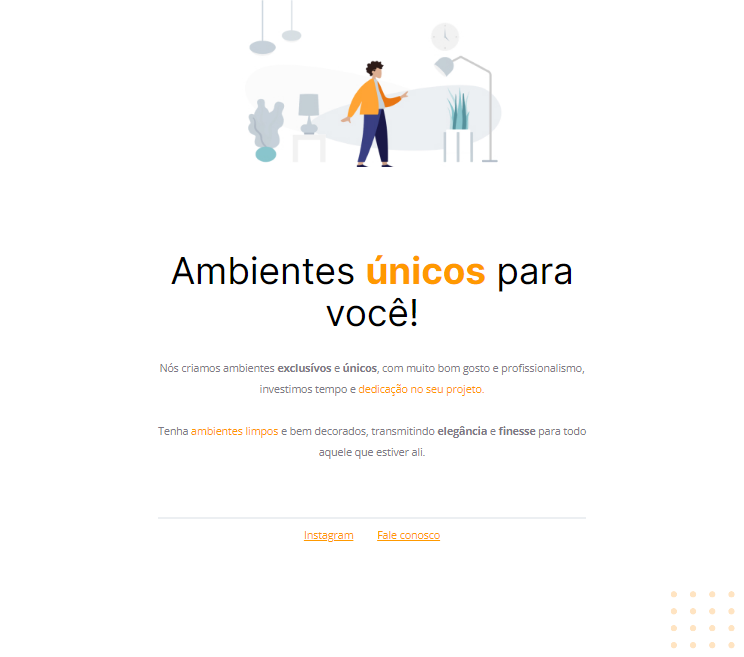 Ambientes únicos para
você!
Nós criamos ambientes exclusívos e únicos, com muito bom gosto e profissionalismo,
investimos tempo e dedicação no seu projeto.
Tenha ambientes limpos e bem decorados, transmitindo elegância e finesse para todo
aquele que estiver ali.
Instagram Fale conosco